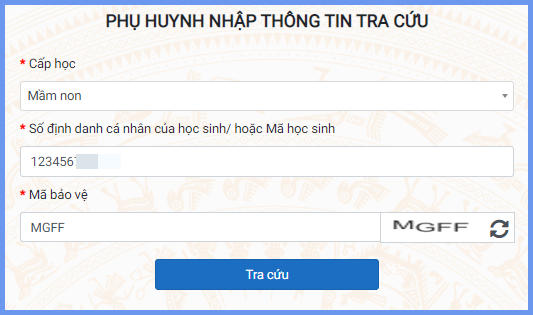 PHỤ HUYNH NHẬP THÔNG TIN TRA CỨU
* Cấp học
Mầm non
* Số định danh cá nhân của học sinh/ hoặc Mã học sinh
123456
* Mã bảo vệ
MGFF MGFF
Tra cứu